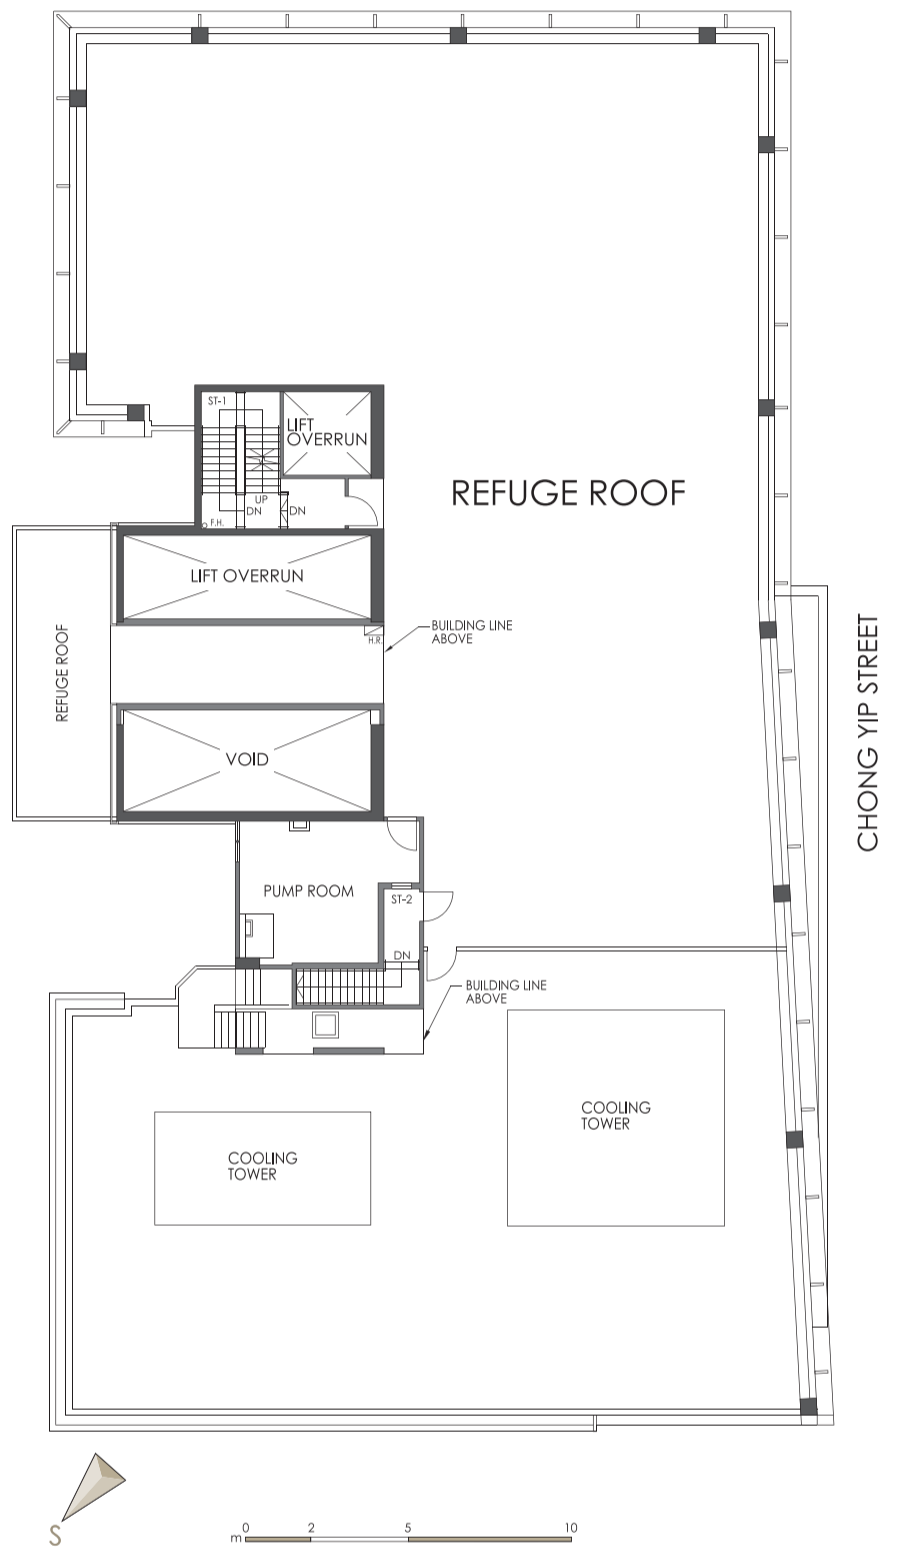 ST-1
LIFT
OVERRUN
REFUGE ROOF
UP
DN
DN
F.H.
LIFT OVERRUN
BUILDING LINE
ABOVE
H.R.
REFUGE ROOF
CHONG YIP STREET
VOID
PUMP ROOM
ST-2
DN
BUILDING LINE
ABOVE
COOLING
TOWER
COOLING
TOWER
S
m 0 2 5 10